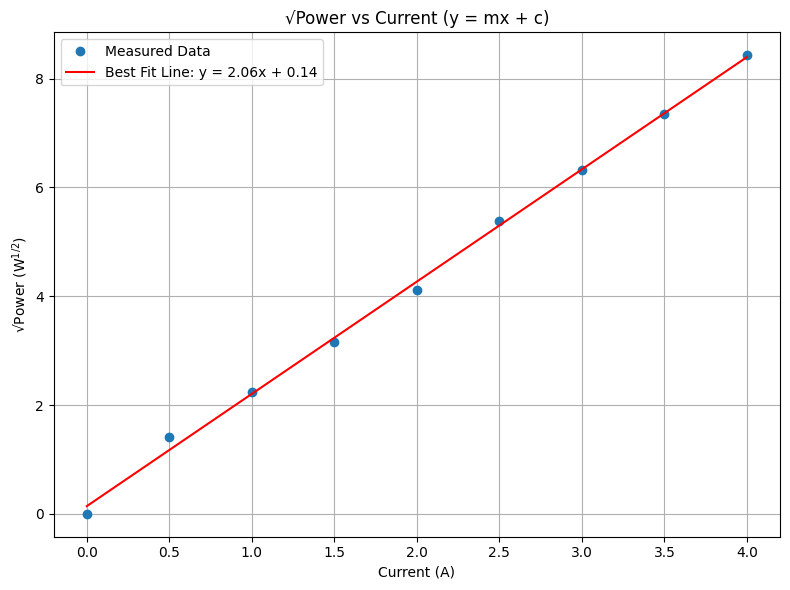 √Power vs Current (y = mx + c)
Measured Data
Best Fit Line: y = 2.06x + 0.14
√Power (W^{1/2})
8
6
4
2
0
0.0 0.5 1.0 1.5 2.0 2.5 3.0 3.5 4.0
Current (A)